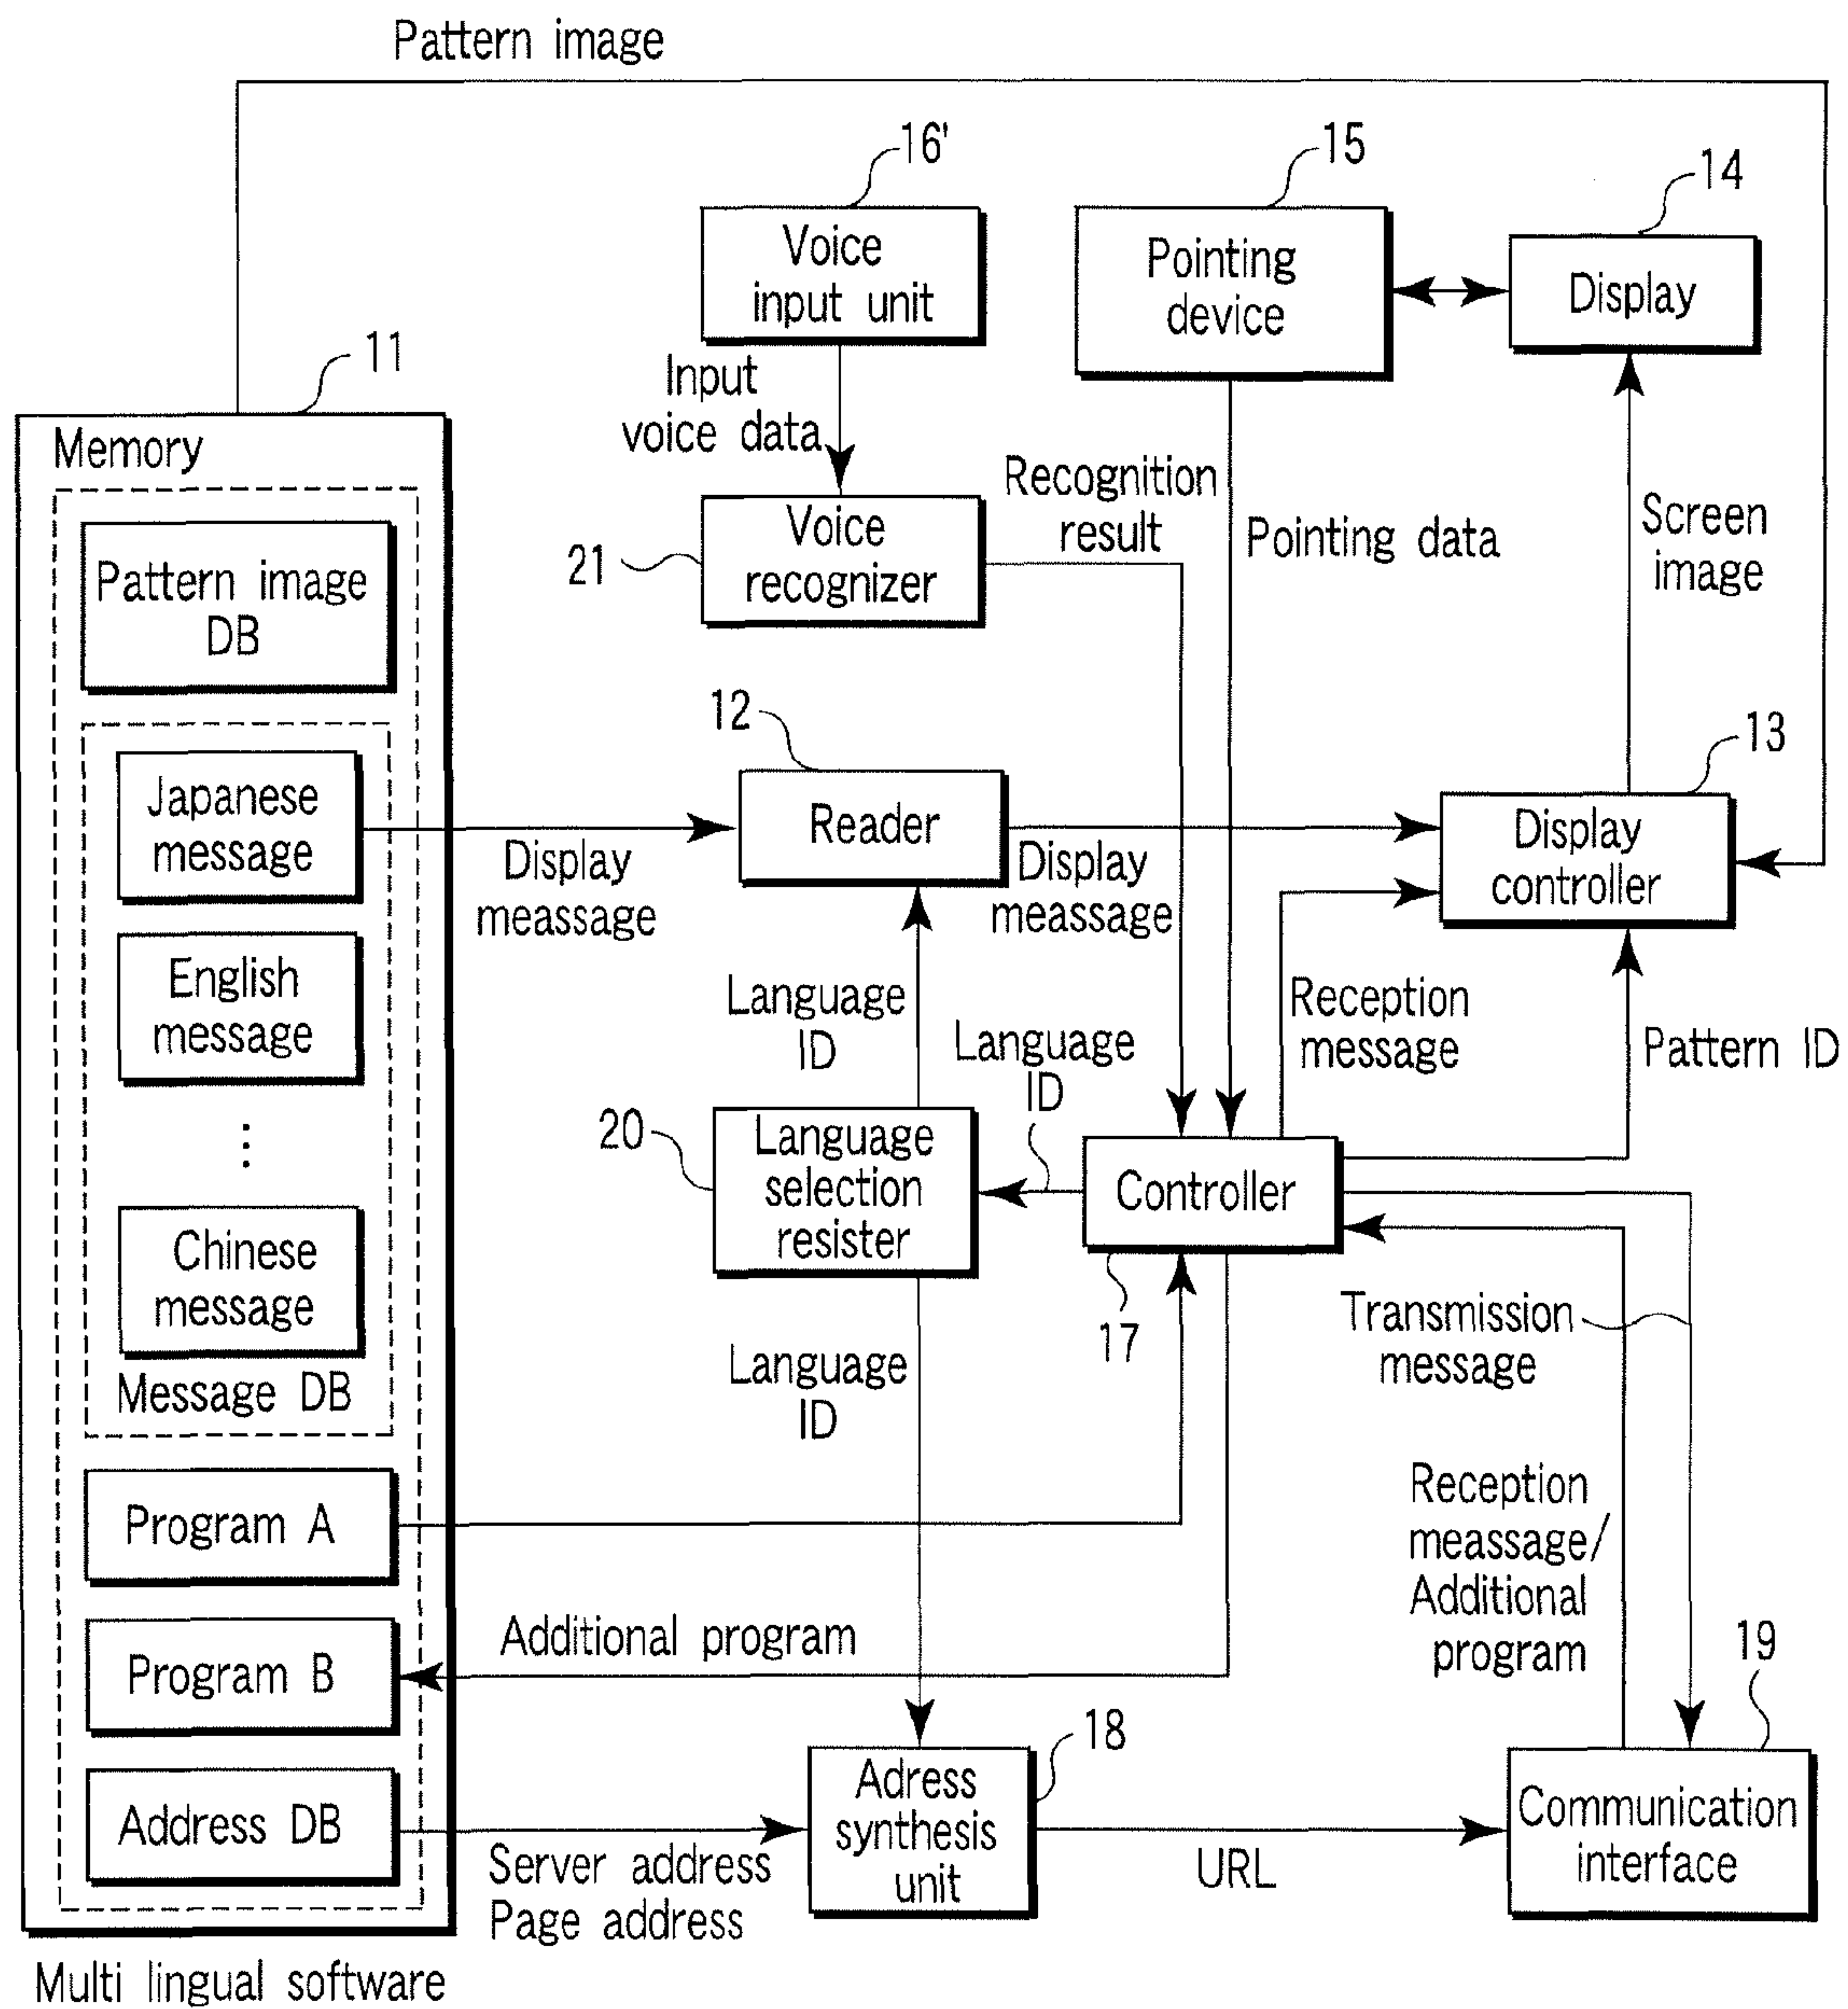 Pattern image
16'
15
14
Voice
input unit
Pointing
device
Display
11
Input
voice data
Memory
Recognition
result
Pointing data
Screen
image
Pattern image
DB
21
Voice
recognizer
12
13
Japanese
message
Reader
Display
controller
Display
meassage
Display
meassage
English
message
Language
ID
Language
ID
Reception
message
Pattern ID
⋮
20
Language
selection
resister
Controller
Chinese
message
17
Transmission
message
Message DB
Language
ID
Program A
Reception
meassage/
Additional
program
Program B
Additional program
18
19
Address DB
Adress
synthesis
unit
Communication
interface
Server address
Page address
URL
Multi lingual software